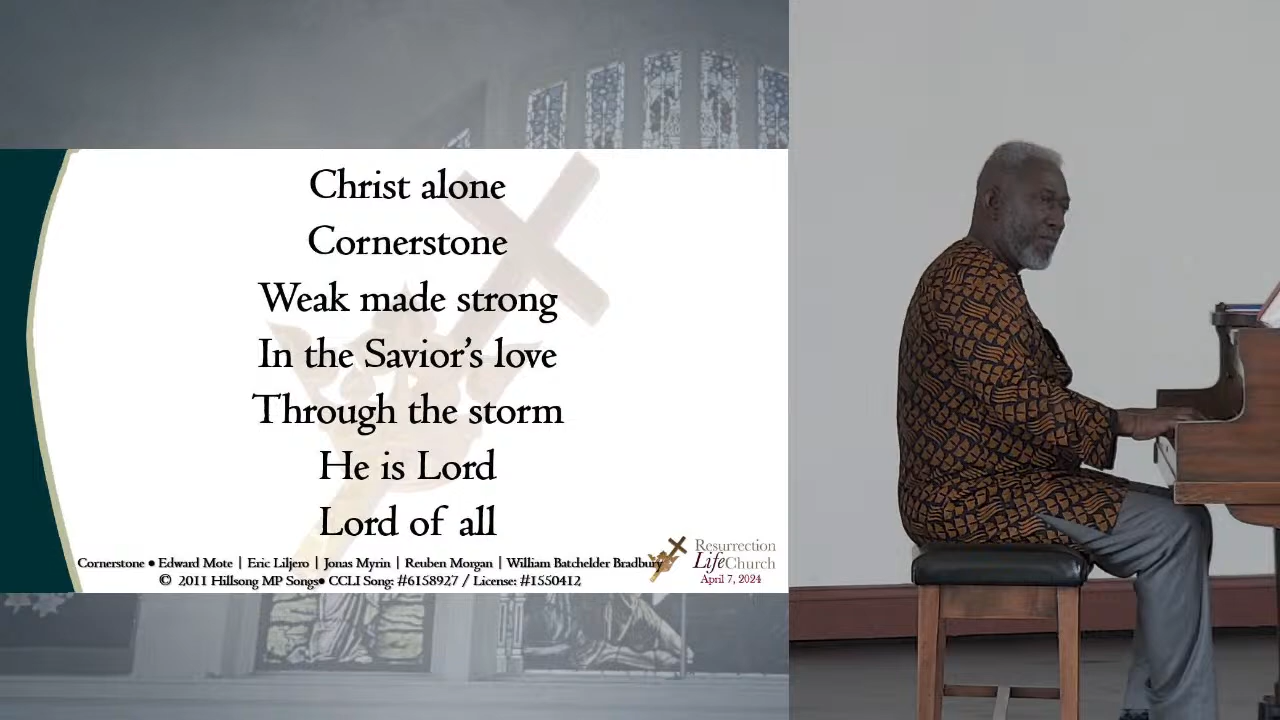 Christ alone
Cornerstone
Weak made strong
In the Savior's love
Through the storm
He is Lord
Lord of all
Cornerstone • Edward Mote | Eric Liljero | Jonas Myrin | Reuben Morgan | William Batchelder Bradbury
© 2011 Hillsong MP Songs• CCLI Song: #6158927 / License: #1550412
Resurrection
LifeChurch
April 7, 2024